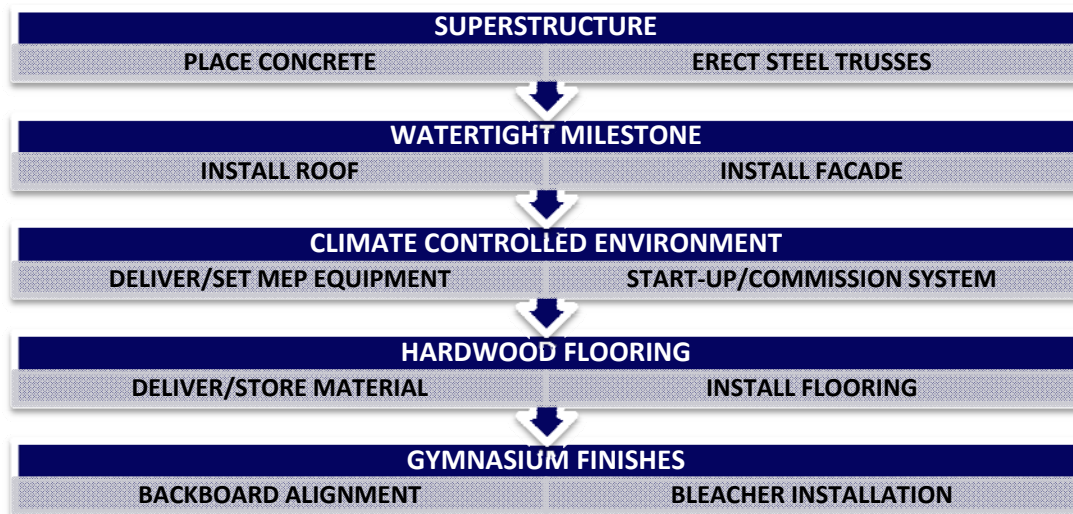 SUPERSTRUCTURE
PLACE CONCRETE ERECT STEEL TRUSSES
WATERTIGHT MILESTONE
INSTALL ROOF INSTALL FACADE
CLIMATE CONTROLLED ENVIRONMENT
DELIVER/SET MEP EQUIPMENT START-UP/COMMISSION SYSTEM
HARDWOOD FLOORING
DELIVER/STORE MATERIAL INSTALL FLOORING
GYMNASIUM FINISHES
BACKBOARD ALIGNMENT BLEACHER INSTALLATION